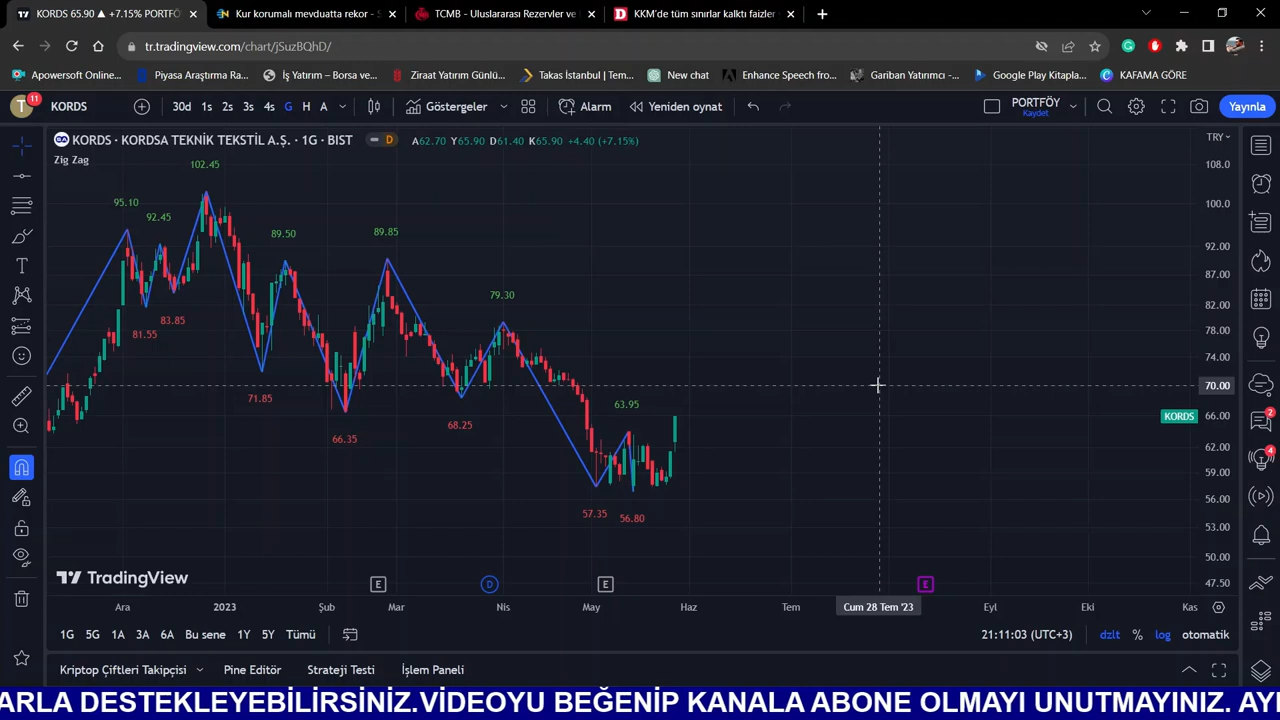 KORDS 65.90 ▲ +7.15% PORTFÖ
Kur korumalı mevduatta rekor - S
TCMB - Uluslararası Rezervler ve
KKM'de tüm sınırlar kalktı faizler
tr.tradingview.com/chart/jSuzBQhD/
Apowersoft Online...
Piyasa Araştırma Ra...
İş Yatırım – Borsa ve...
Ziraat Yatırım Günlü...
Takas İstanbul | Tem...
New chat
Enhance Speech fro...
Gariban Yatırımcı -...
Google Play Kitapla...
KAFAMA GÖRE
T 11 KORDS 30d 1s 2s 3s 4s G H A Göstergeler Alarm Yeniden oynat PORTFÖY Kaydet Yayınla
KORDS · KORDSA TEKNİK TEKSTİL A.Ş. · 1G · BIST D A62.70 Y65.90 D61.40 K65.90 +4.40 (+7.15%) TRY
Zig Zag
102.45
95.10
92.45
89.50
89.85
79.30
63.95
81.55
83.85
71.85
66.35
68.25
57.35
56.80
108.0
100.0
92.00
87.00
82.00
78.00
74.00
70.00
KORDS 66.00
62.00
59.00
56.00
53.00
50.00
47.50
2
4
TradingView
E D E E
Ara 2023 Şub Mar Nis May Haz Tem Cum 28 Tem '23 Eyl Eki Kas
1G 5G 1A 3A 6A Bu sene 1Y 5Y Tümü 21:11:03 (UTC+3) dzlt % log otomatik
Kriptop Çiftleri Takipçisi Pine Editör Strateji Testi İşlem Paneli
ARLA DESTEKLEYEBİLİRSİNİZ.VİDEOYU BEĞENİP KANALA ABONE OLMAYI UNUTMAYINIZ. AYI